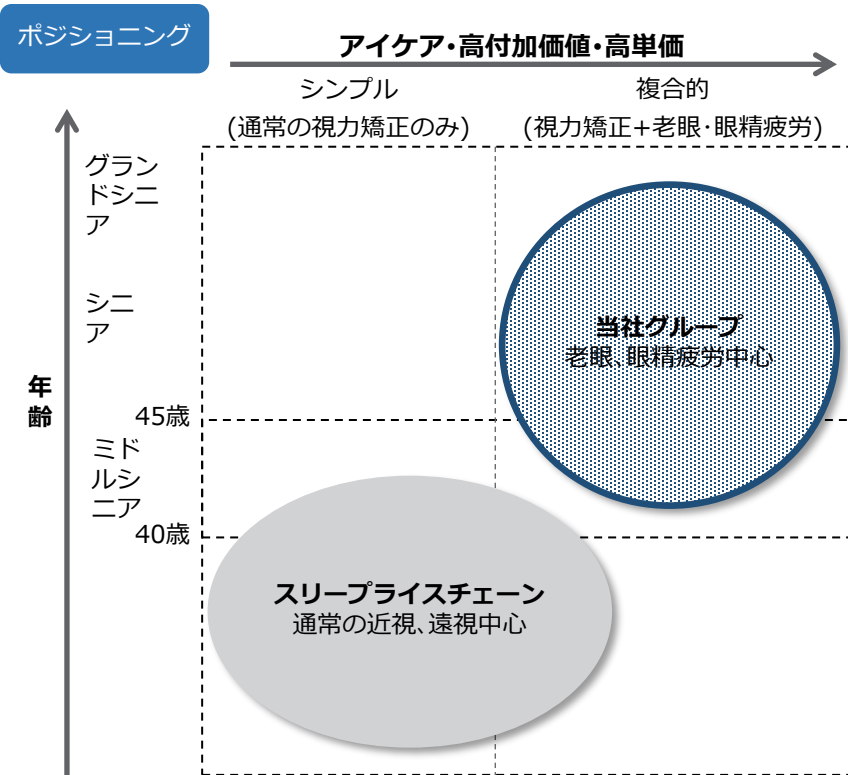 ポジショニング
アイケア・高付加価値・高単価
シンプル
(通常の視力矯正のみ)
複合的
(視力矯正+老眼・眼精疲労)
グラン
ドシニ
ア
シニ
ア
当社グループ
老眼、眼精疲労中心
年
齢
45歳
ミド
ルシ
ニア
40歳
スリープライスチェーン
通常の近視、遠視中心